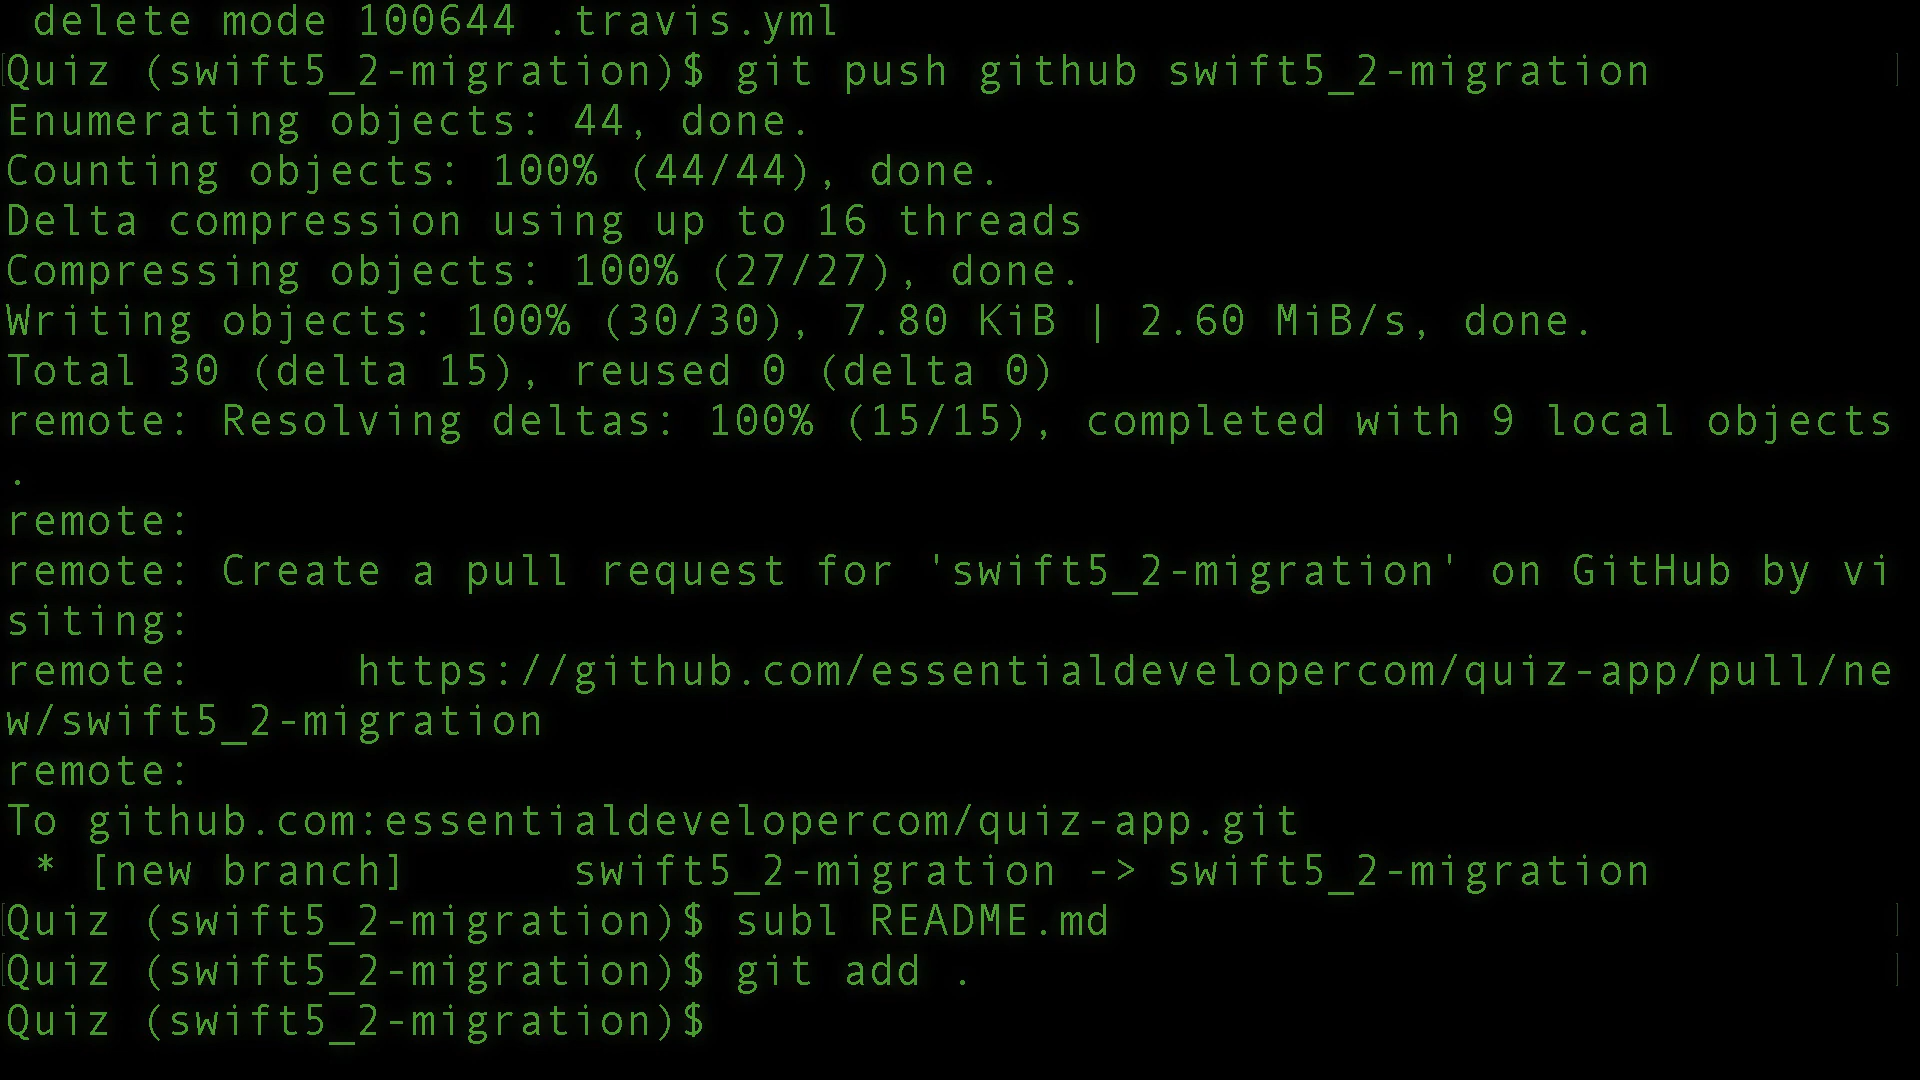 delete mode 100644 .travis.yml
Quiz (swift5_2-migration)$ git push github swift5_2-migration
Enumerating objects: 44, done.
Counting objects: 100% (44/44), done.
Delta compression using up to 16 threads
Compressing objects: 100% (27/27), done.
Writing objects: 100% (30/30), 7.80 KiB | 2.60 MiB/s, done.
Total 30 (delta 15), reused 0 (delta 0)
remote: Resolving deltas: 100% (15/15), completed with 9 local objects
.
remote:
remote: Create a pull request for 'swift5_2-migration' on GitHub by vi
siting:
remote:      https://github.com/essentialdevelopercom/quiz-app/pull/ne
w/swift5_2-migration
remote:
To github.com:essentialdevelopercom/quiz-app.git
 * [new branch]      swift5_2-migration -> swift5_2-migration
Quiz (swift5_2-migration)$ subl README.md
Quiz (swift5_2-migration)$ git add .
Quiz (swift5_2-migration)$